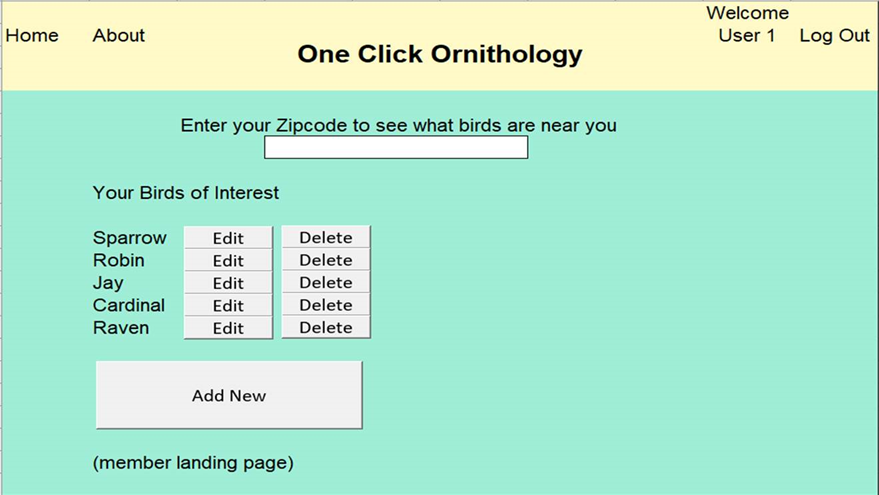 Home About Welcome
User 1 Log Out
One Click Ornithology
Enter your Zipcode to see what birds are near you
Your Birds of Interest
Sparrow Edit Delete
Robin Edit Delete
Jay Edit Delete
Cardinal Edit Delete
Raven Edit Delete
Add New
(member landing page)